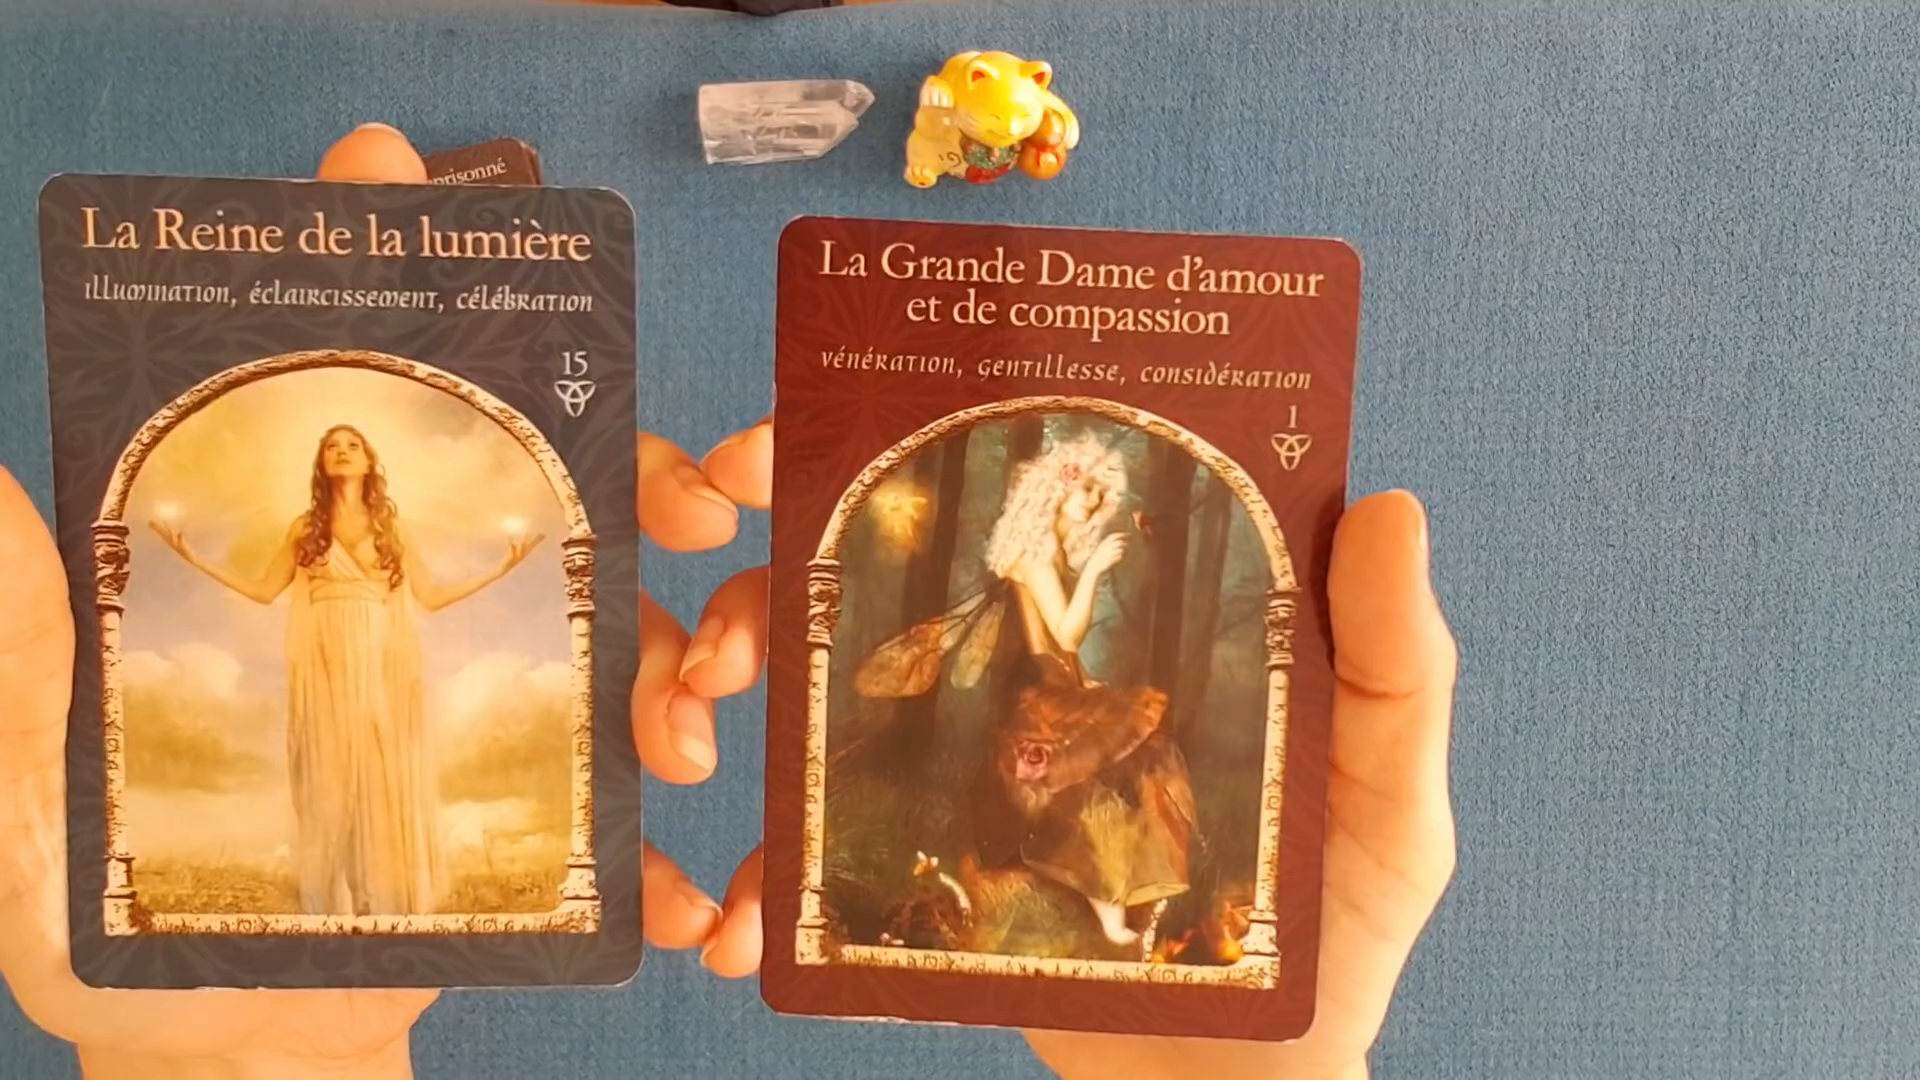 La Reine de la lumière
illumination, éclaircissement, célébration
15
La Grande Dame d'amour
et de compassion
vénération, gentillesse, considération
1